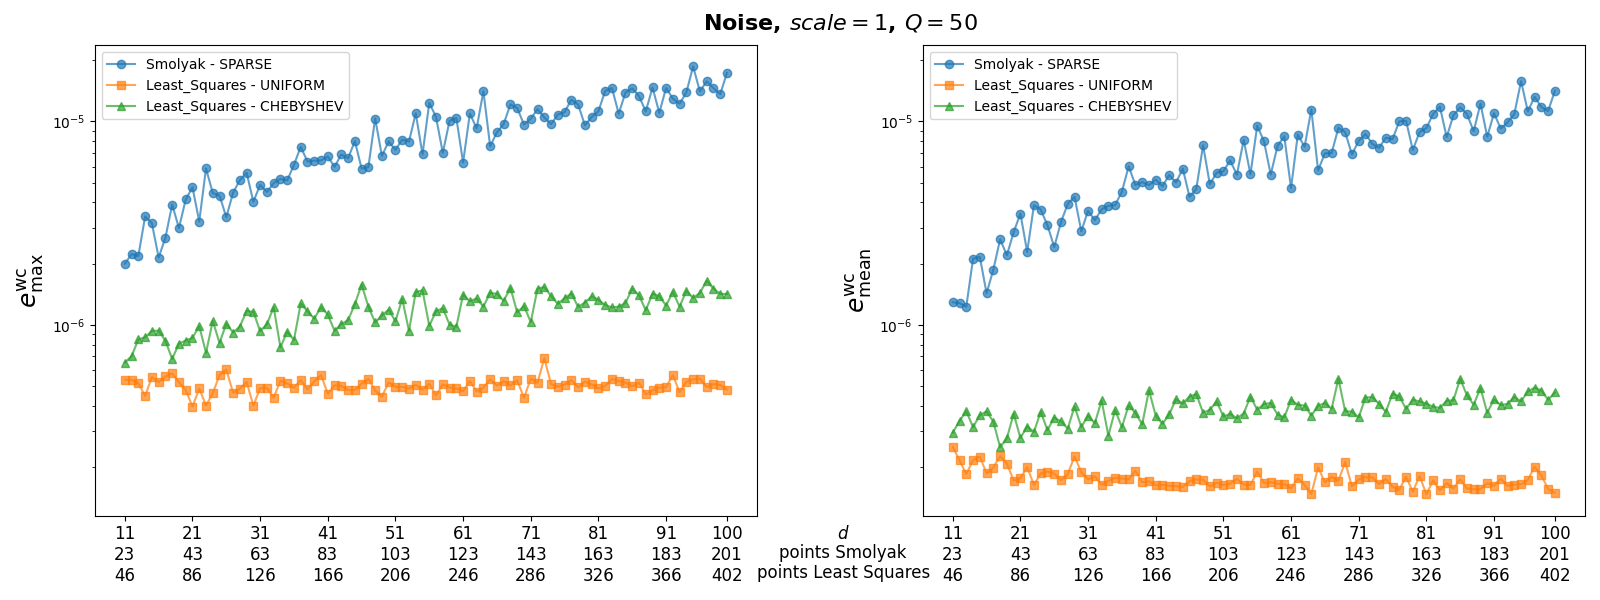 Noise, scale = 1, Q = 50
Smolyak - SPARSE
Least_Squares - UNIFORM
Least_Squares - CHEBYSHEV
10⁻⁵
10⁻⁶
e^wc_max
11 21 31 41 51 61 71 81 91 100
23 43 63 83 103 123 143 163 183 201
46 86 126 166 206 246 286 326 366 402
d
points Smolyak
points Least Squares
Smolyak - SPARSE
Least_Squares - UNIFORM
Least_Squares - CHEBYSHEV
10⁻⁵
10⁻⁶
e^wc_mean
11 21 31 41 51 61 71 81 91 100
23 43 63 83 103 123 143 163 183 201
46 86 126 166 206 246 286 326 366 402